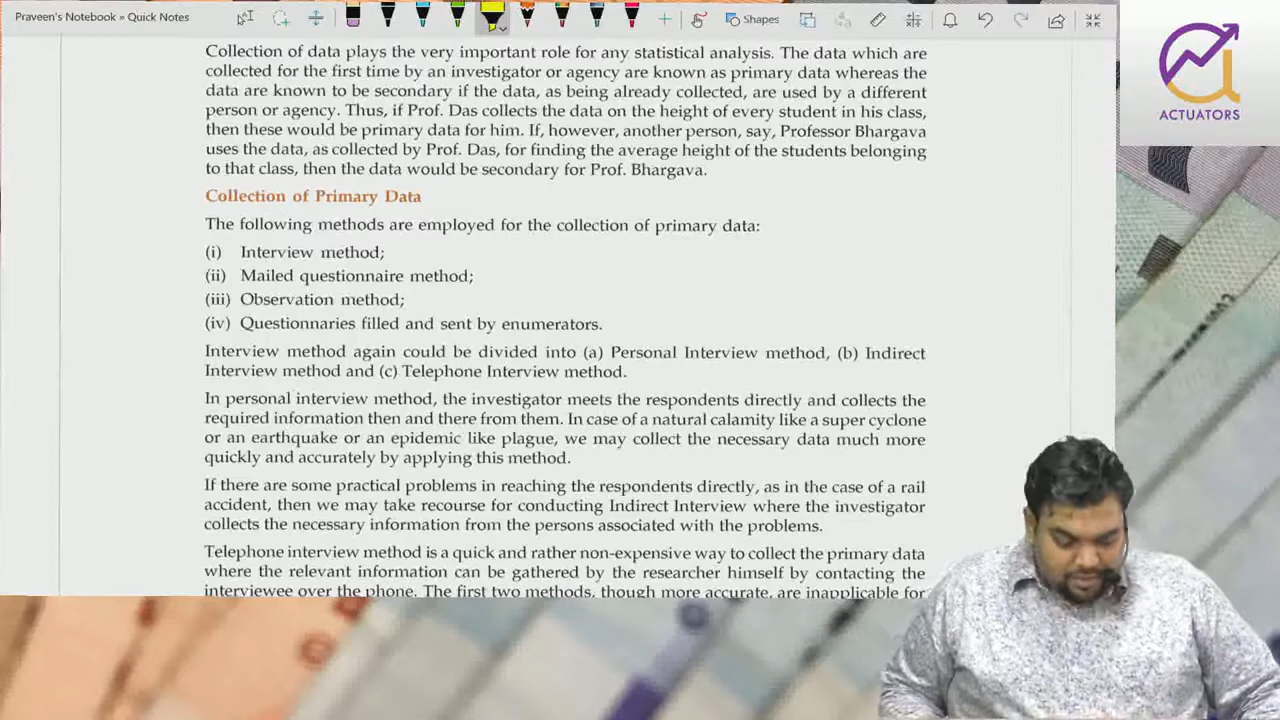 Praveen's Notebook » Quick Notes
Shapes
ACTUATORS
Collection of data plays the very important role for any statistical analysis. The data which are
collected for the first time by an investigator or agency are known as primary data whereas the
data are known to be secondary if the data, as being already collected, are used by a different
person or agency. Thus, if Prof. Das collects the data on the height of every student in his class,
then these would be primary data for him. If, however, another person, say, Professor Bhargava
uses the data, as collected by Prof. Das, for finding the average height of the students belonging
to that class, then the data would be secondary for Prof. Bhargava.
Collection of Primary Data
The following methods are employed for the collection of primary data:
(i) Interview method;
(ii) Mailed questionnaire method;
(iii) Observation method;
(iv) Questionnaries filled and sent by enumerators.
Interview method again could be divided into (a) Personal Interview method, (b) Indirect
Interview method and (c) Telephone Interview method.
In personal interview method, the investigator meets the respondents directly and collects the
required information then and there from them. In case of a natural calamity like a super cyclone
or an earthquake or an epidemic like plague, we may collect the necessary data much more
quickly and accurately by applying this method.
If there are some practical problems in reaching the respondents directly, as in the case of a rail
accident, then we may take recourse for conducting Indirect Interview where the investigator
collects the necessary information from the persons associated with the problems.
Telephone interview method is a quick and rather non-expensive way to collect the primary data
where the relevant information can be gathered by the researcher himself by contacting the
interviewee over the phone. The first two methods, though more accurate, are inapplicable for